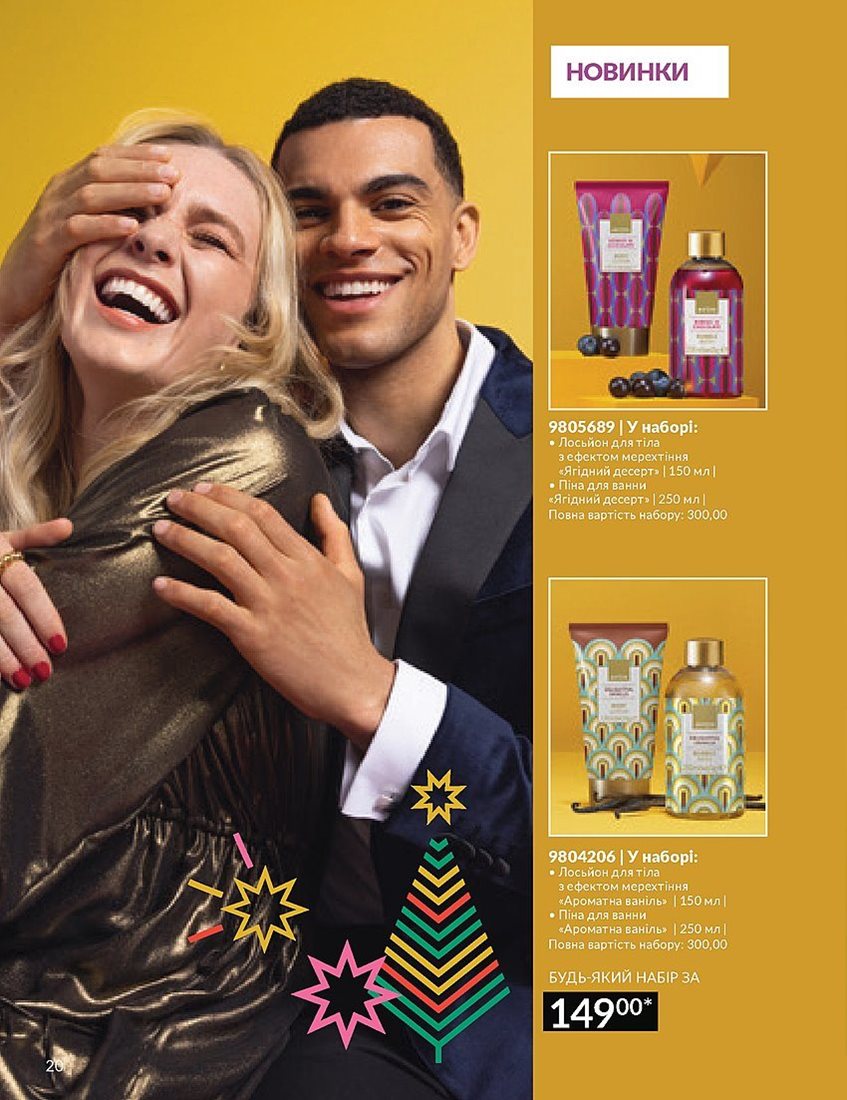 НОВИНКИ
9805689 | У наборі:
• Лосьйон для тіла
з ефектом мерехтіння
«Ягідний десерт» | 150 мл |
• Піна для ванни
«Ягідний десерт» | 250 мл |
Повна вартість набору: 300,00
9804206 | У наборі:
• Лосьйон для тіла
з ефектом мерехтіння
«Ароматна ваніль» | 150 мл |
• Піна для ванни
«Ароматна ваніль» | 250 мл |
Повна вартість набору: 300,00
БУДЬ-ЯКИЙ НАБІР ЗА
14900*
20